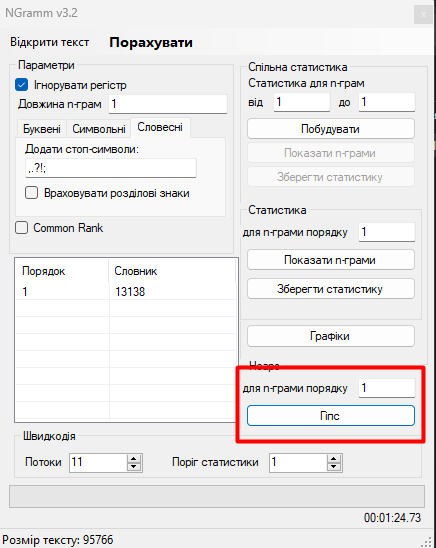 NGramm v3.2
x
Відкрити текст Порахувати
Параметри
Ігнорувати регістр
Довжина n-грам 1
Буквені Символьні Словесні
Додати стоп-символи:
,.?!;
Враховувати розділові знаки
Common Rank
Порядок Словник
1 13138
Спільна статистика
Статистика для n-грам
від 1 до 1
Побудувати
Показати n-грами
Зберегти статистику
Статистика
для n-грами порядку 1
Показати n-грами
Зберегти статистику
Графіки
для n-грами порядку 1
Гіпс
Швидкодія
Потоки 11 Поріг статистики 1
00:01:24.73
Розмір тексту: 95766